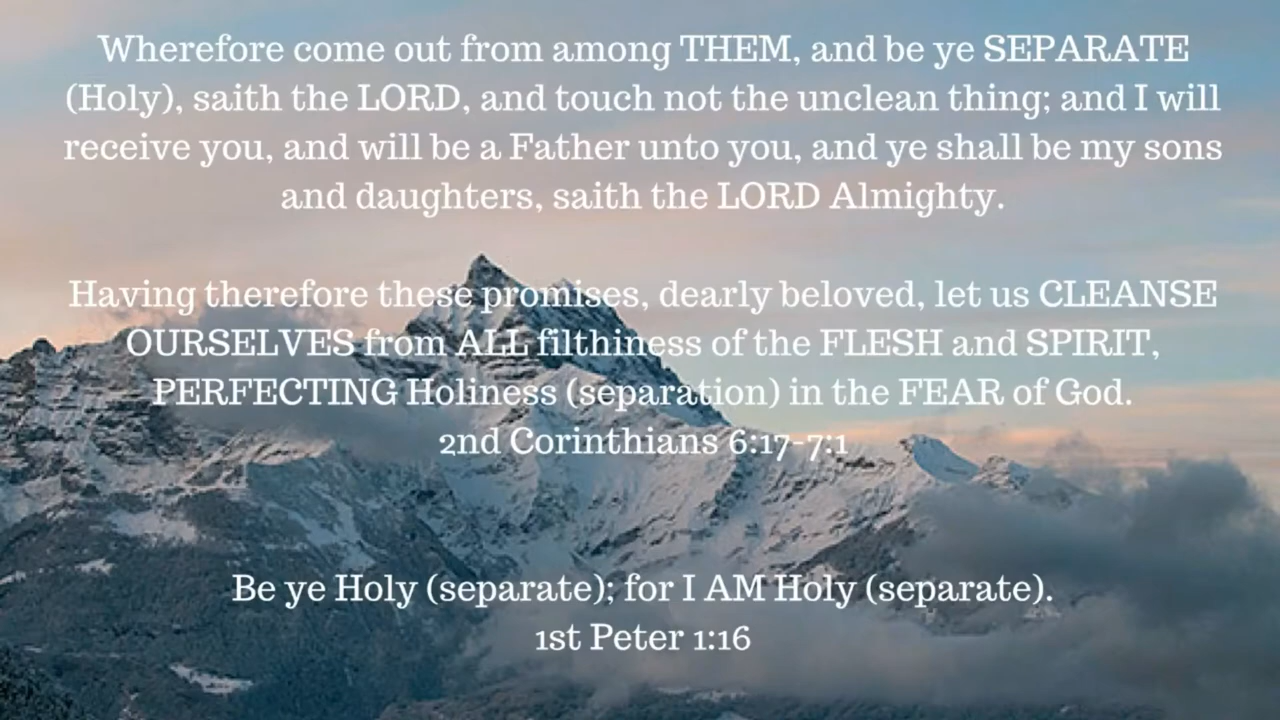 Wherefore come out from among THEM, and be ye SEPARATE
(Holy), saith the LORD, and touch not the unclean thing; and I will
receive you, and will be a Father unto you, and ye shall be my sons
and daughters, saith the LORD Almighty.
Having therefore these promises, dearly beloved, let us CLEANSE
OURSELVES from ALL filthiness of the FLESH and SPIRIT,
PERFECTING Holiness (separation) in the FEAR of God.
2nd Corinthians 6:17-7:1
Be ye Holy (separate); for I AM Holy (separate).
1st Peter 1:16